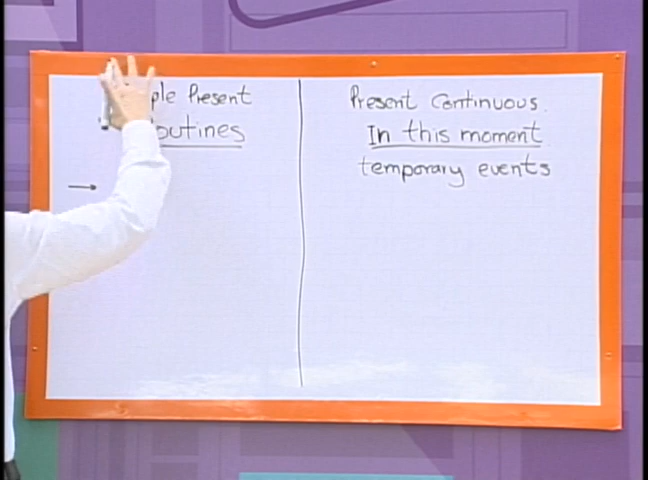 ple Present
outines
→
Present Continuous.
In this moment
temporary events